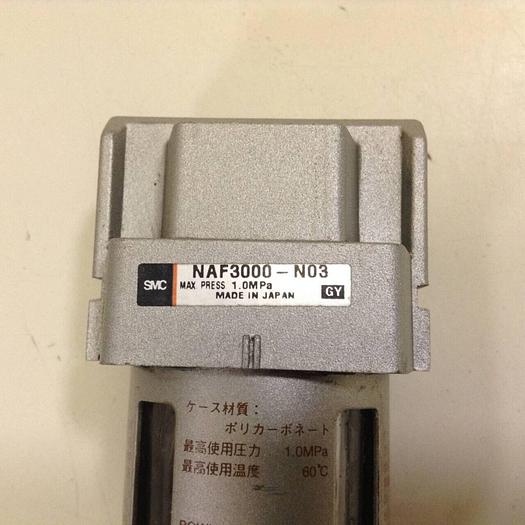 SMC
NAF3000-N03
MAX. PRESS 1.0MPa
MADE IN JAPAN
GY
ケース材質:
ポリカーボネート
最高使用圧力 1.0MPa
最高使用温度 60℃